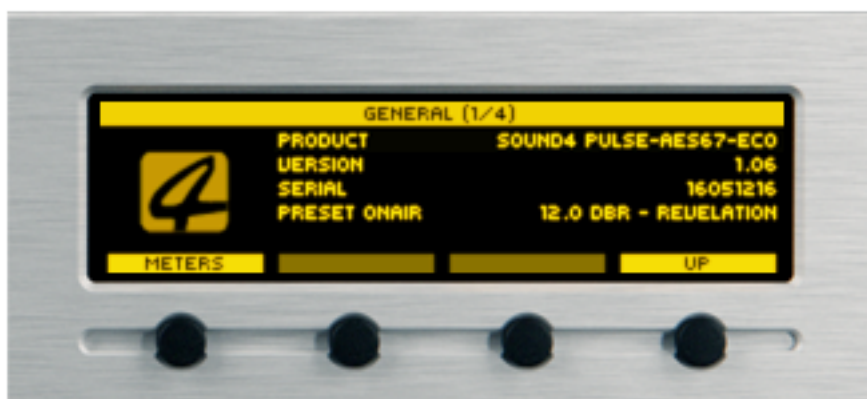 GENERAL (1/4)
PRODUCT SOUND4 PULSE-AES67-ECO
VERSION 1.06
SERIAL 16051216
PRESET ONAIR 12.0 DBR - REVELATION
4
METERS UP